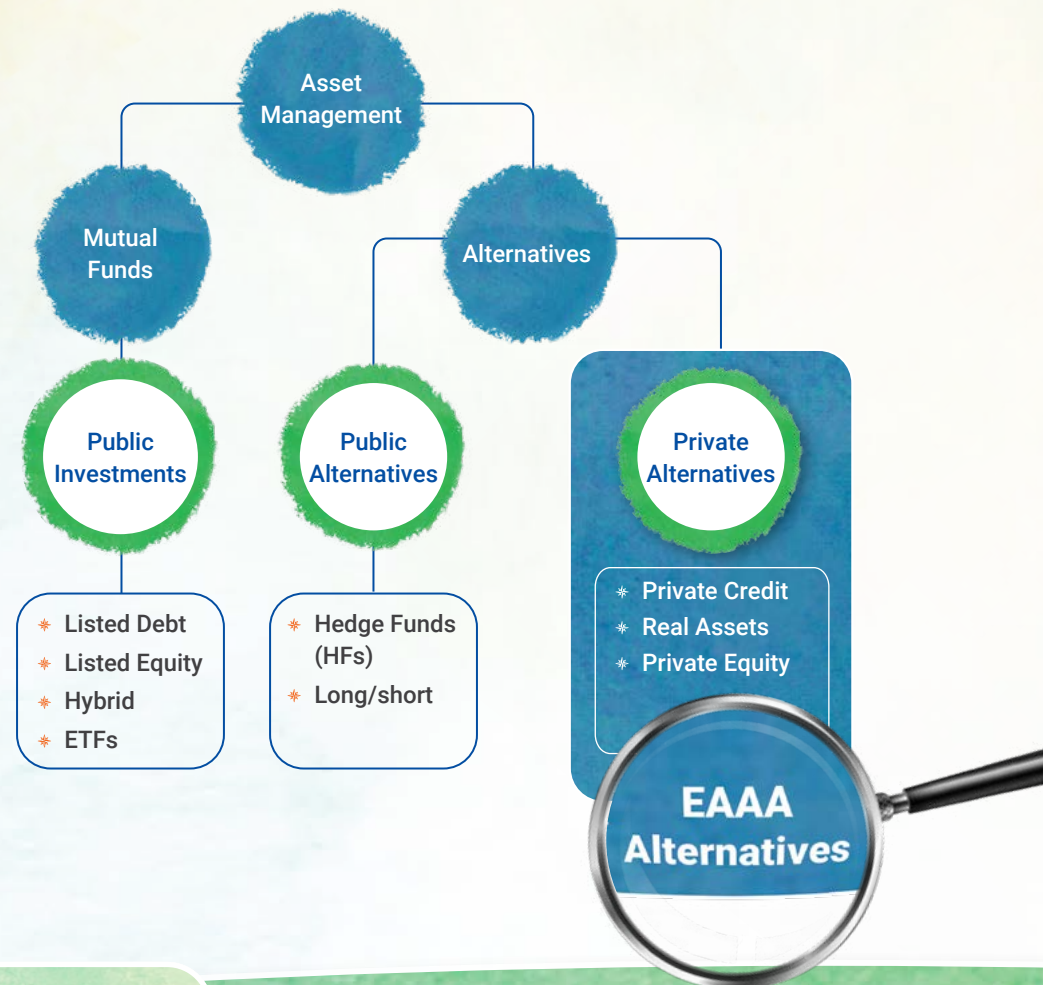 Asset
Management
Mutual
Funds
Alternatives
Public
Investments
Public
Alternatives
Private
Alternatives
Listed Debt
Listed Equity
Hybrid
ETFs
Hedge Funds
(HFs)
Long/short
Private Credit
Real Assets
Private Equity
EAAA
Alternatives